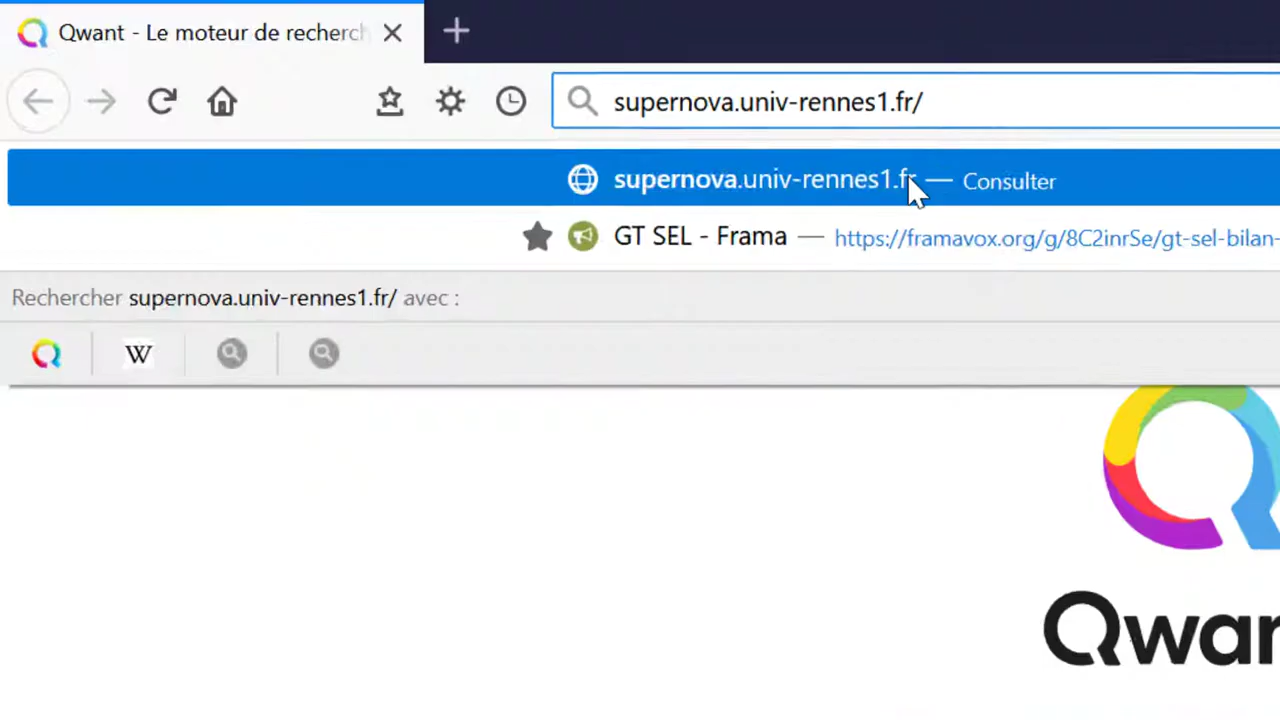 Qwant - Le moteur de recherch
supernova.univ-rennes1.fr/
supernova.univ-rennes1.fr — Consulter
GT SEL - Frama — https://framavox.org/g/8C2inrSe/gt-sel-bilan-
Rechercher supernova.univ-rennes1.fr/ avec :
W
Qwan